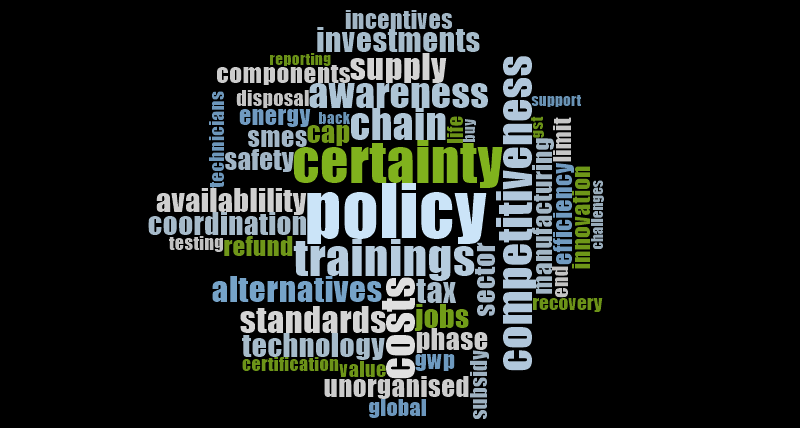 incentives
investments
reporting
components
supply
disposal
awareness
support
technicians
energy
back
chain
life
buy
gst
limit
smes
cap
safety
certainty
competitiveness
manufacturing
efficiency
innovation
challenges
availablility
policy
coordination
testing
refund
trainings
sector
end
alternatives
costs
tax
recovery
standards
jobs
technology
phase
certification
value
gwp
unorganised
subsidy
global